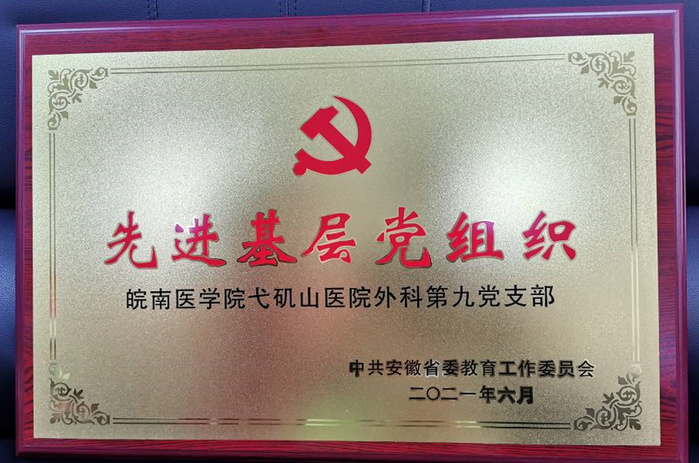 先进基层党组织
皖南医学院弋矶山医院外科第九党支部
中共安徽省委教育工作委员会
二〇二一年六月